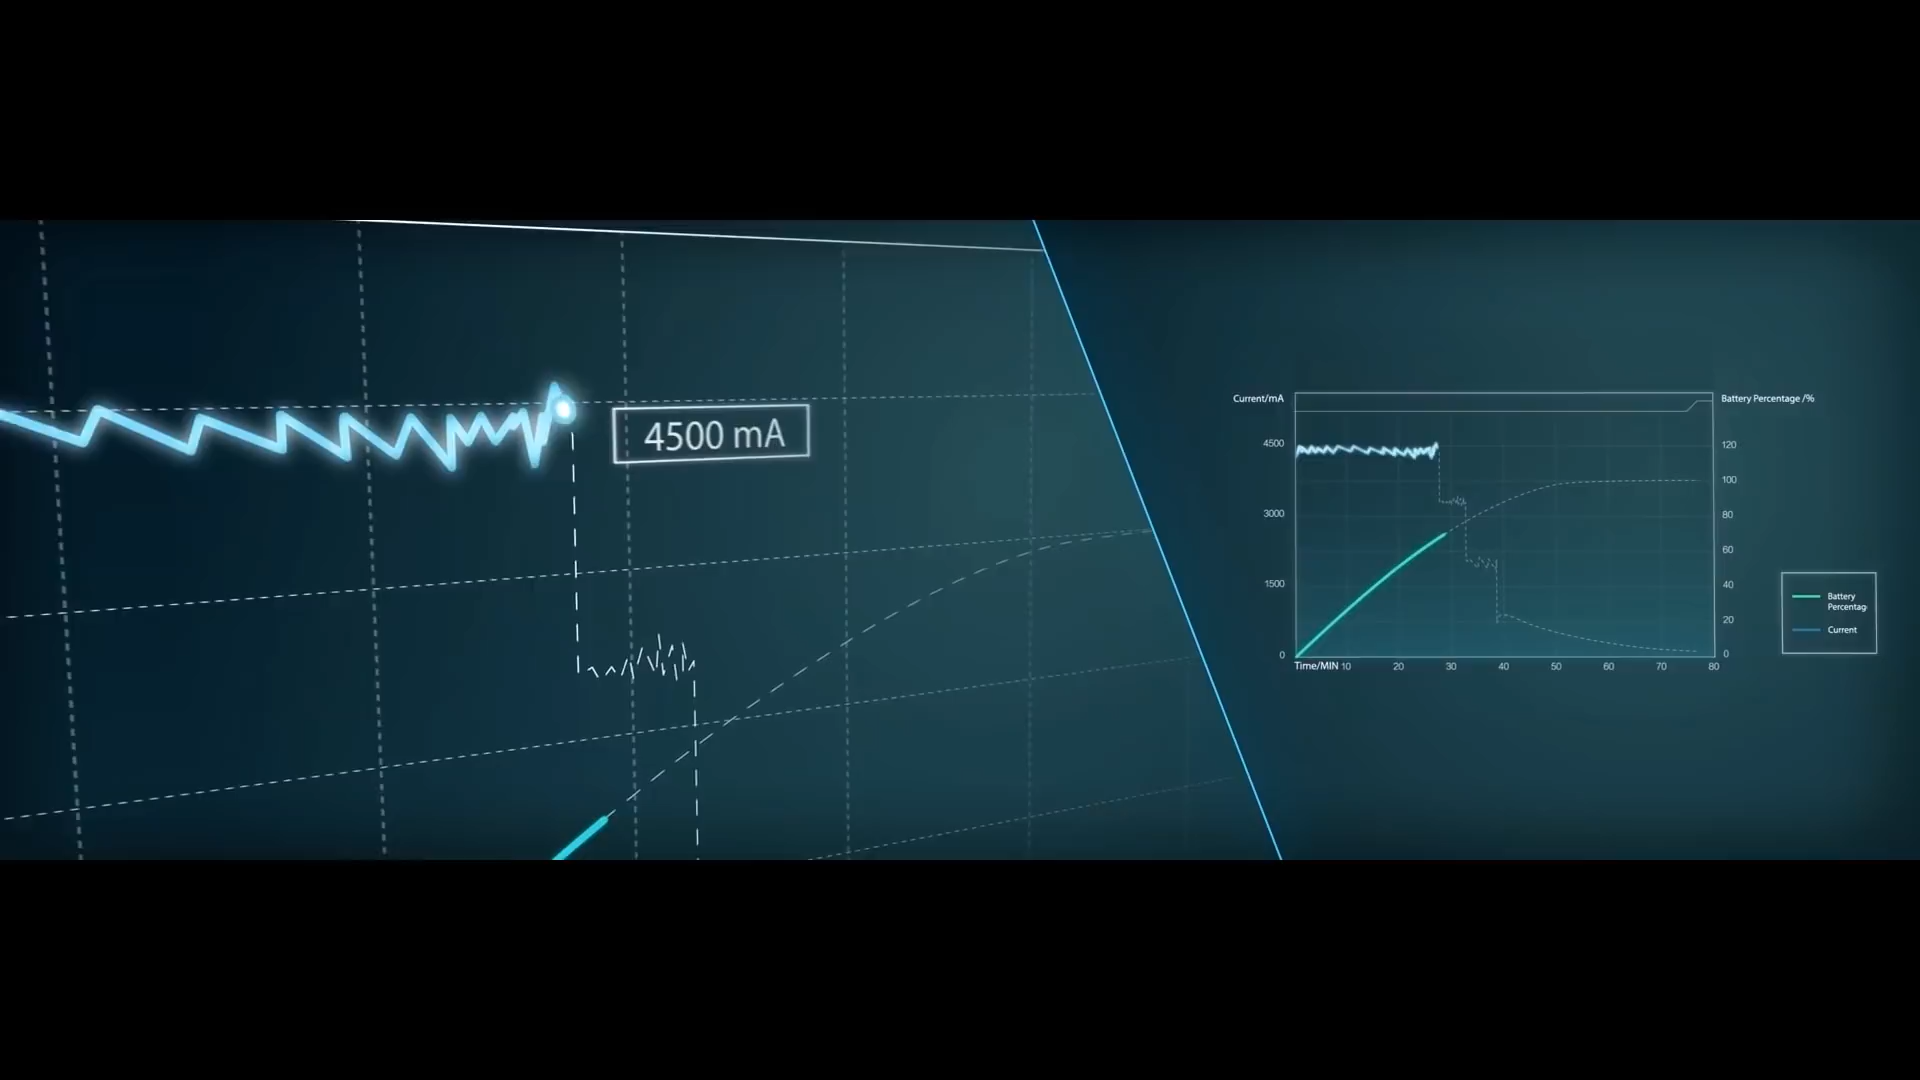 4500 mA
Current/mA
Battery Percentage /%
4500
3000
1500
0
120
100
80
60
40
20
0
Time/MIN 10 20 30 40 50 60 70 80
Battery
Percentag
Current